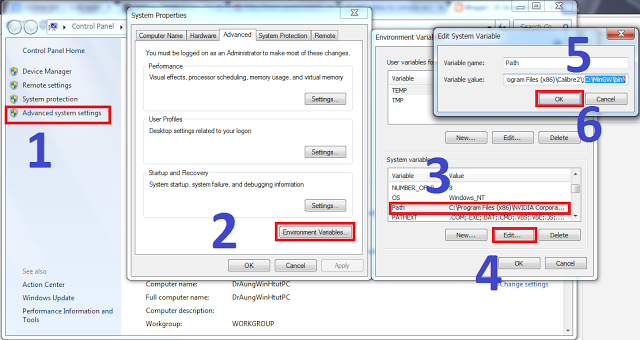 Control Panel
Search Co...
Control Panel Home
Device Manager
Remote settings
System protection
Advanced system settings
1
See also
Action Center
Windows Update
Performance Information and
Tools
System Properties
Computer Name
Hardware
Advanced
System Protection
Remote
You must be logged on as an Administrator to make most of these changes.
Performance
Visual effects, processor scheduling, memory usage, and virtual memory
Settings...
User Profiles
Desktop settings related to your logon
Settings...
Startup and Recovery
System startup, system failure, and debugging information
Settings...
2
Environment Variables...
OK
Cancel
Apply
Computer name:
DrAungWinHtutPC
Full computer name:
DrAungWinHtutPC
Computer description:
Workgroup:
WORKGROUP
Change settings
Environment Variables
User variables fo
Variable
TEMP
TMP
New...
Edit...
Delete
3
System variable
Variable
Value
NUMBER_OF_P
8
OS
Windows_NT
Path
C:\Program Files (x86)\NVIDIA Corpora...
PATHEXT
.COM;.EXE;.BAT;.CMD;.VBS;.VBE;.JS;....
New...
Edit...
Delete
4
OK
Cancel
Edit System Variable
5
Variable name:
Path
Variable value:
rogram Files (x86)\Calibre2\;C:\MinGW\bin\
OK
Cancel
6